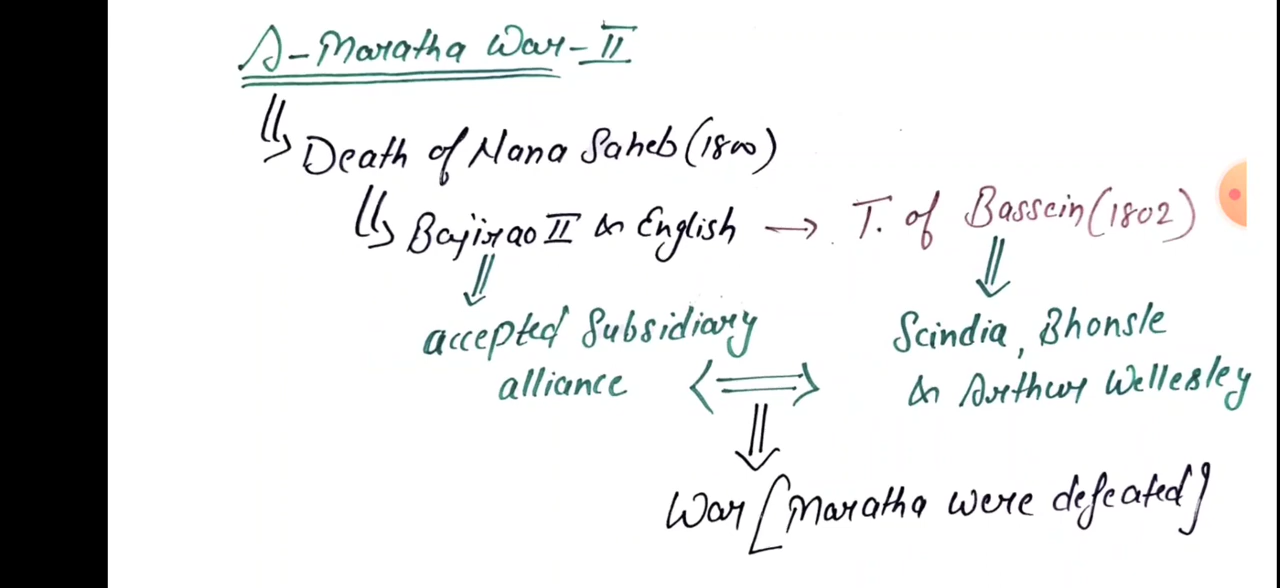 A-Maratha War-II
Death of Nana Saheb (1800)
Bajirao II & English → T. of Bassein (1802)
accepted Subsidiary
alliance
Scindia, Bhonsle
& Arthur Wellesley
War [Maratha were defeated]